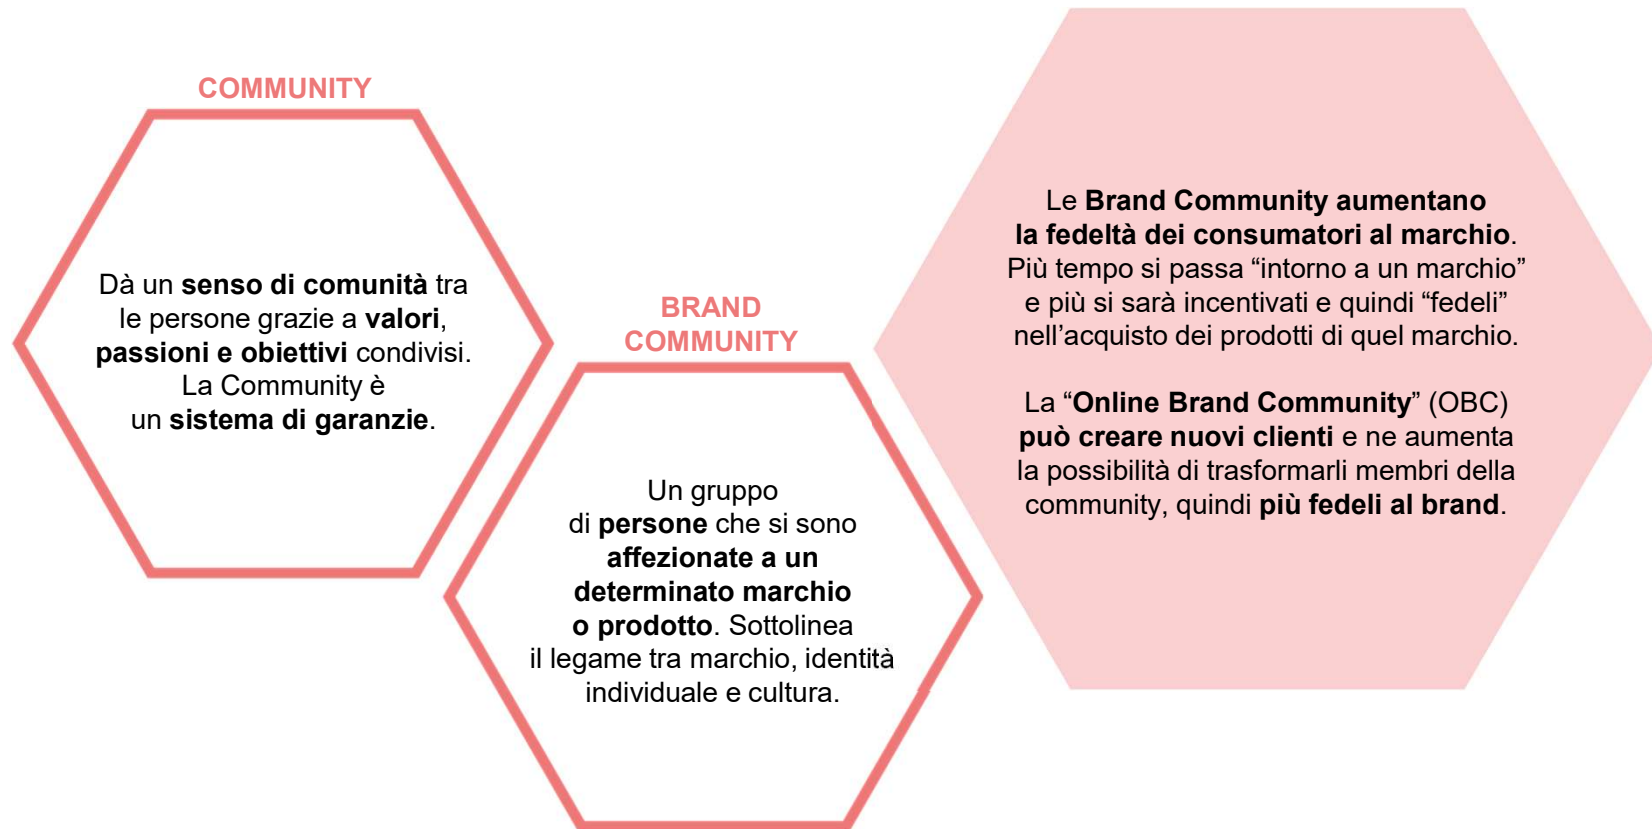 COMMUNITY
Dà un senso di comunità tra
le persone grazie a valori,
passioni e obiettivi condivisi.
La Community è
un sistema di garanzie.
BRAND
COMMUNITY
Un gruppo
di persone che si sono
affezionate a un
determinato marchio
o prodotto. Sottolinea
il legame tra marchio, identità
individuale e cultura.
Le Brand Community aumentano
la fedeltà dei consumatori al marchio.
Più tempo si passa “intorno a un marchio”
e più si sarà incentivati e quindi “fedeli”
nell’acquisto dei prodotti di quel marchio.
La “Online Brand Community” (OBC)
può creare nuovi clienti e ne aumenta
la possibilità di trasformarli membri della
community, quindi più fedeli al brand.